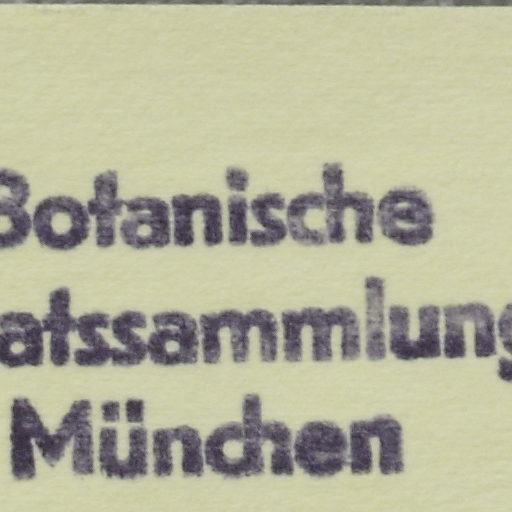 Botanische
atssammlung
München